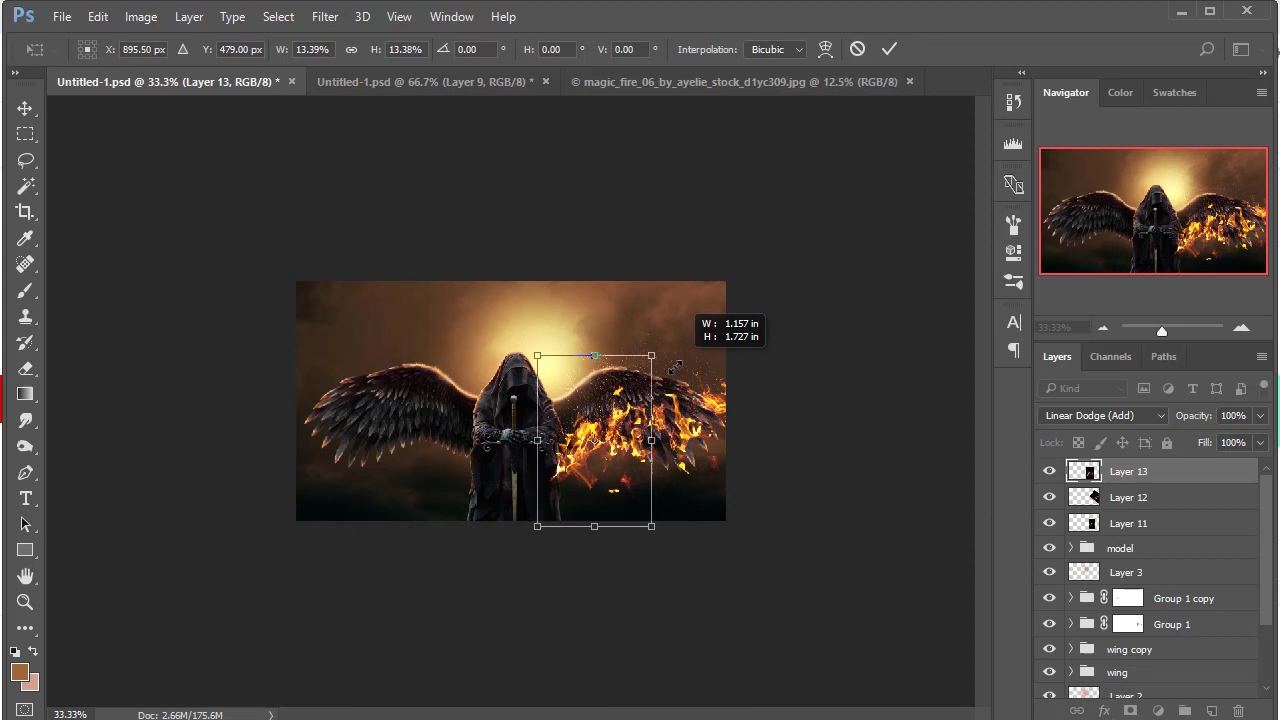 Ps File Edit Image Layer Type Select Filter 3D View Window Help
X: 895.50 px Y: 479.00 px W: 13.39% H: 13.38% 0.00 ° H: 0.00 ° V: 0.00 ° Interpolation: Bicubic
Untitled-1.psd @ 33.3% (Layer 13, RGB/8) * × Untitled-1.psd @ 66.7% (Layer 9, RGB/8) * × © magic_fire_06_by_ayelie_stock_d1yc309.jpg @ 12.5% (RGB/8) ×
Navigator Color Swatches
W : 1.157 in
H : 1.727 in
33.33%
Layers Channels Paths
Kind
Linear Dodge (Add) Opacity: 100%
Lock: Fill: 100%
Layer 13
Layer 12
Layer 11
model
Layer 3
Group 1 copy
Group 1
wing copy
wing
Layer 2
33.33% Doc: 2.66M/175.6M